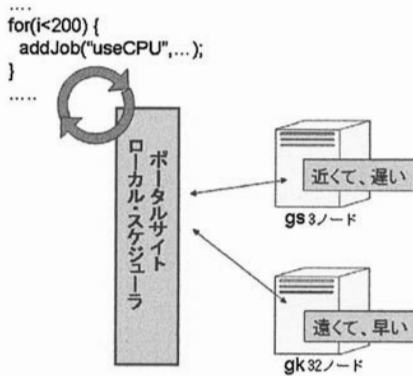 ....
for(i<200) {
addJob("useCPU",...);
}
.....
ポータルサイト
ローカル・スケジューラ
近くて、遅い
gs 3ノード
遠くて、早い
gk 32ノード